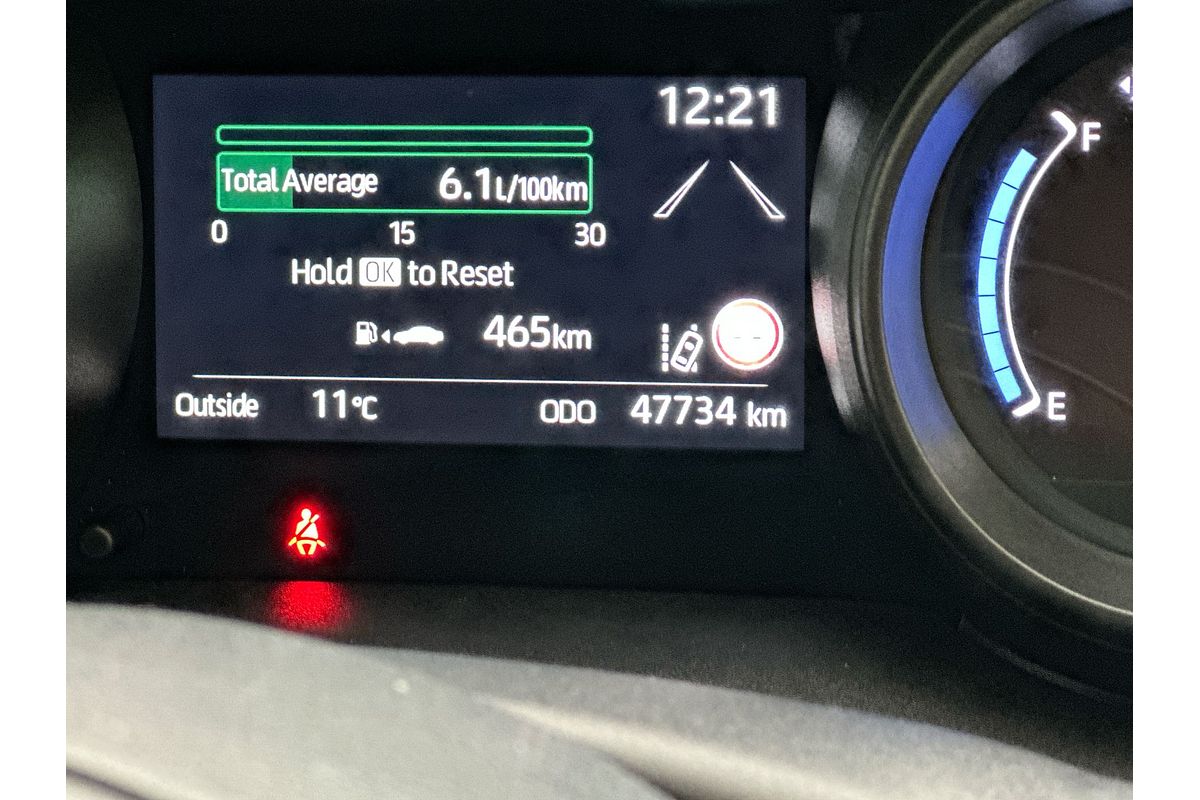 12:21
Total Average 6.1 L/100km
0 15 30
Hold OK to Reset
465km
Outside 11°C ODO 47734 km
F
E